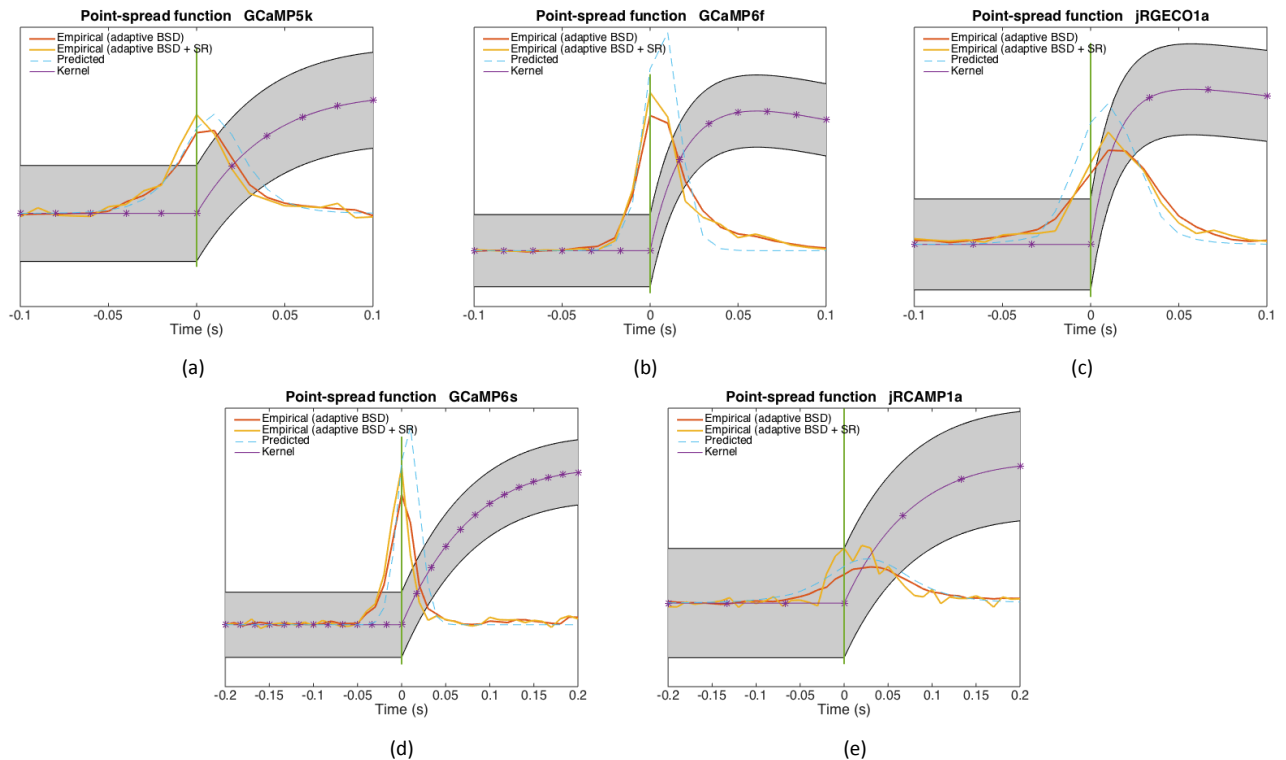 Point-spread function GCaMP5k
Empirical (adaptive BSD)
Empirical (adaptive BSD + SR)
Predicted
Kernel
-0.1 -0.05 0 0.05 0.1
Time (s)
(a)
Point-spread function GCaMP6f
Empirical (adaptive BSD)
Empirical (adaptive BSD + SR)
Predicted
Kernel
-0.1 -0.05 0 0.05 0.1
Time (s)
(b)
Point-spread function jRGECO1a
Empirical (adaptive BSD)
Empirical (adaptive BSD + SR)
Predicted
Kernel
-0.1 -0.05 0 0.05 0.1
Time (s)
(c)
Point-spread function GCaMP6s
Empirical (adaptive BSD)
Empirical (adaptive BSD + SR)
Predicted
Kernel
-0.2 -0.15 -0.1 -0.05 0 0.05 0.1 0.15 0.2
Time (s)
(d)
Point-spread function jRCAMP1a
Empirical (adaptive BSD)
Empirical (adaptive BSD + SR)
Predicted
Kernel
-0.2 -0.15 -0.1 -0.05 0 0.05 0.1 0.15 0.2
Time (s)
(e)